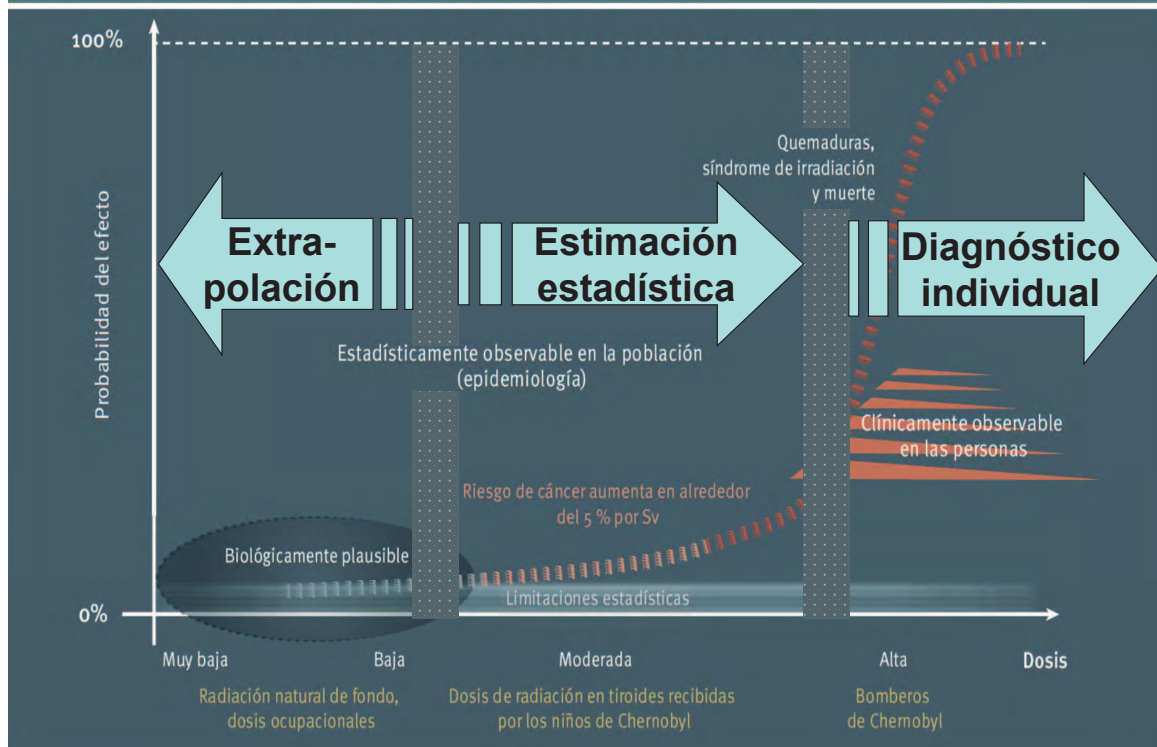 100%
Probabilidad del efecto
0%
Quemaduras,
síndrome de irradiación
y muerte
Extra-
polación
Estimación
estadística
Diagnóstico
individual
Estadísticamente observable en la población
(epidemiología)
Clínicamente observable
en las personas
Riesgo de cáncer aumenta en alrededor
del 5 % por Sv
Biológicamente plausible
Limitaciones estadísticas
Muy baja
Baja
Moderada
Alta
Dosis
Radiación natural de fondo,
dosis ocupacionales
Dosis de radiación en tiroides recibidas
por los niños de Chernobyl
Bomberos
de Chernobyl